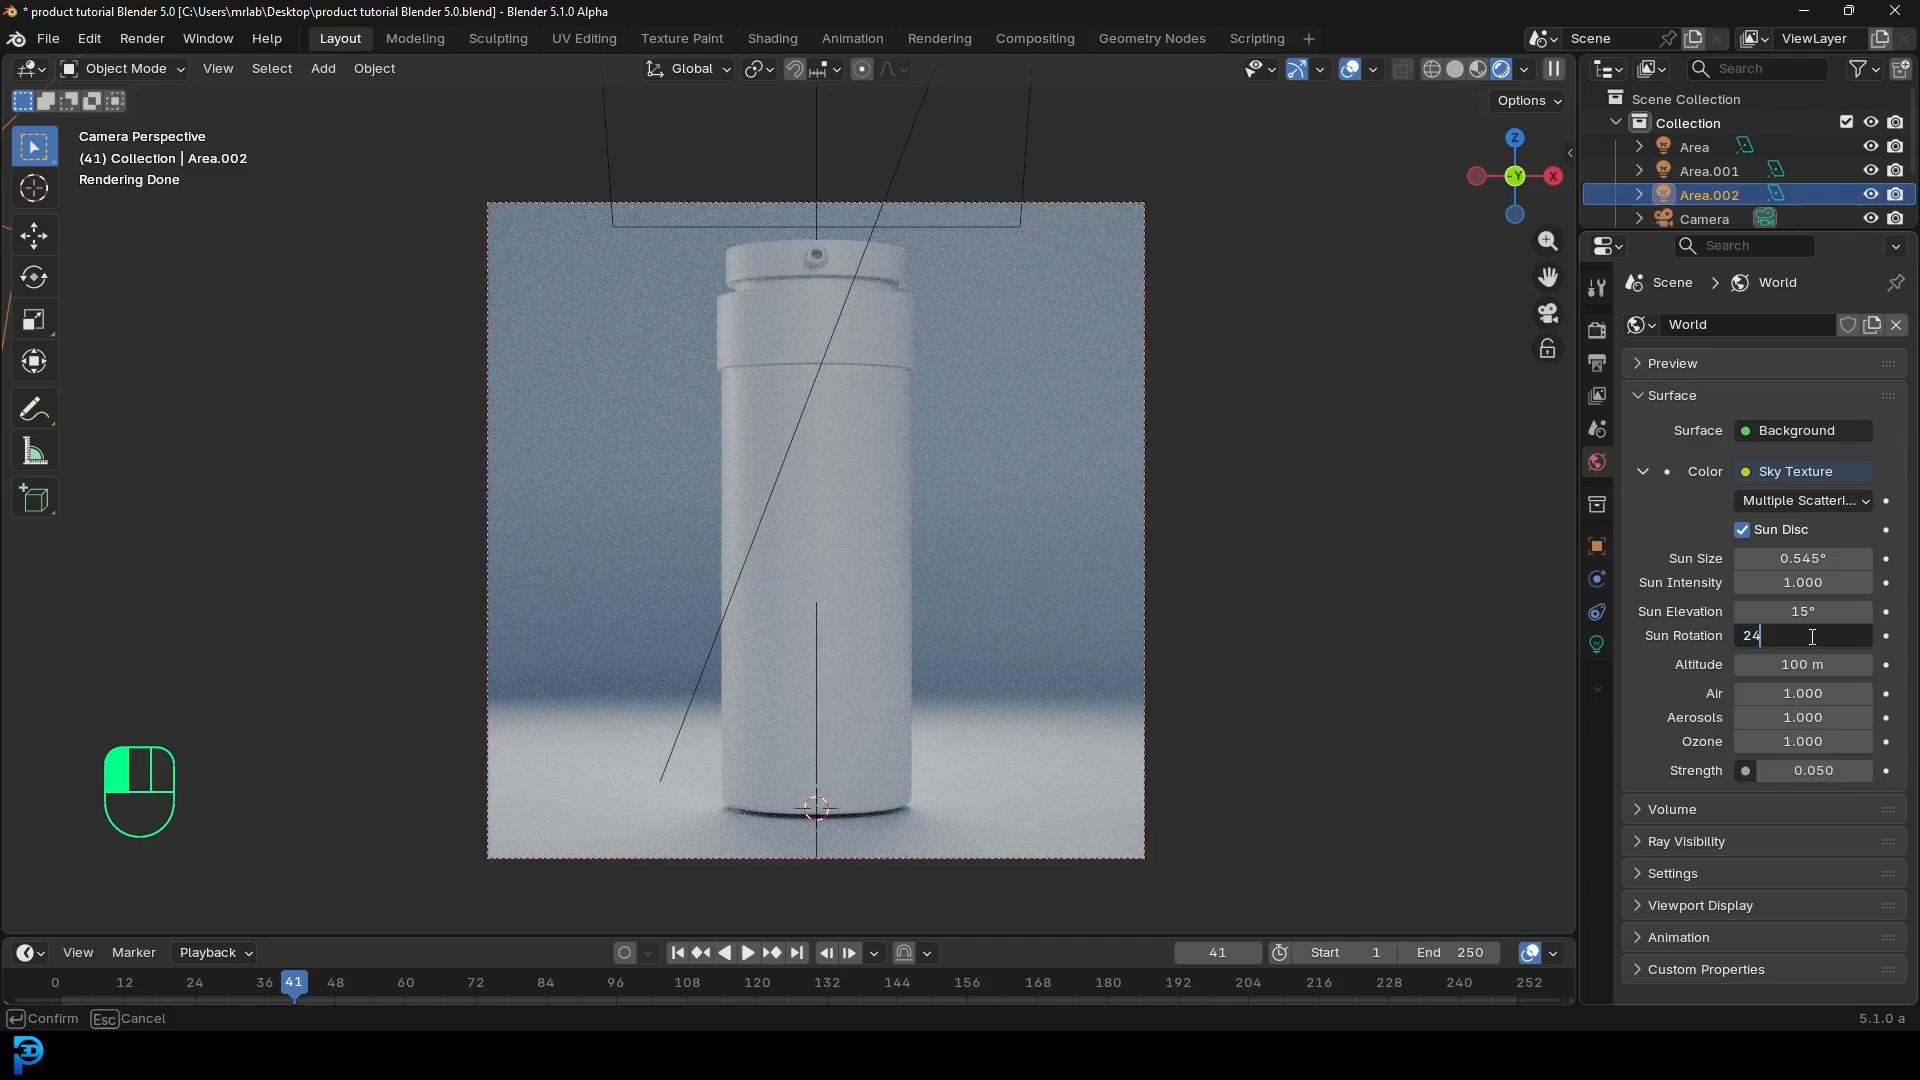 * product tutorial Blender 5.0 [C:\Users\mrlab\Desktop\product tutorial Blender 5.0.blend] - Blender 5.1.0 Alpha
File Edit Render Window Help Layout Modeling Sculpting UV Editing Texture Paint Shading Animation Rendering Compositing Geometry Nodes Scripting + Scene ViewLayer
Object Mode View Select Add Object Global Search
Options
Scene Collection
Collection
Camera Perspective
(41) Collection | Area.002
Rendering Done
Z
-Y
X
Area
Area.001
Area.002
Camera
Search
Scene > World
World
Preview
Surface
Surface Background
Color Sky Texture
Multiple Scatteri...
Sun Disc
Sun Size 0.545°
Sun Intensity 1.000
Sun Elevation 15°
Sun Rotation 24
Altitude 100 m
Air 1.000
Aerosols 1.000
Ozone 1.000
Strength 0.050
Volume
Ray Visibility
Settings
Viewport Display
Animation
Custom Properties
View Marker Playback 41 Start 1 End 250
0 12 24 36 41 48 60 72 84 96 108 120 132 144 156 168 180 192 204 216 228 240 252
Confirm Esc Cancel 5.1.0 a
3D